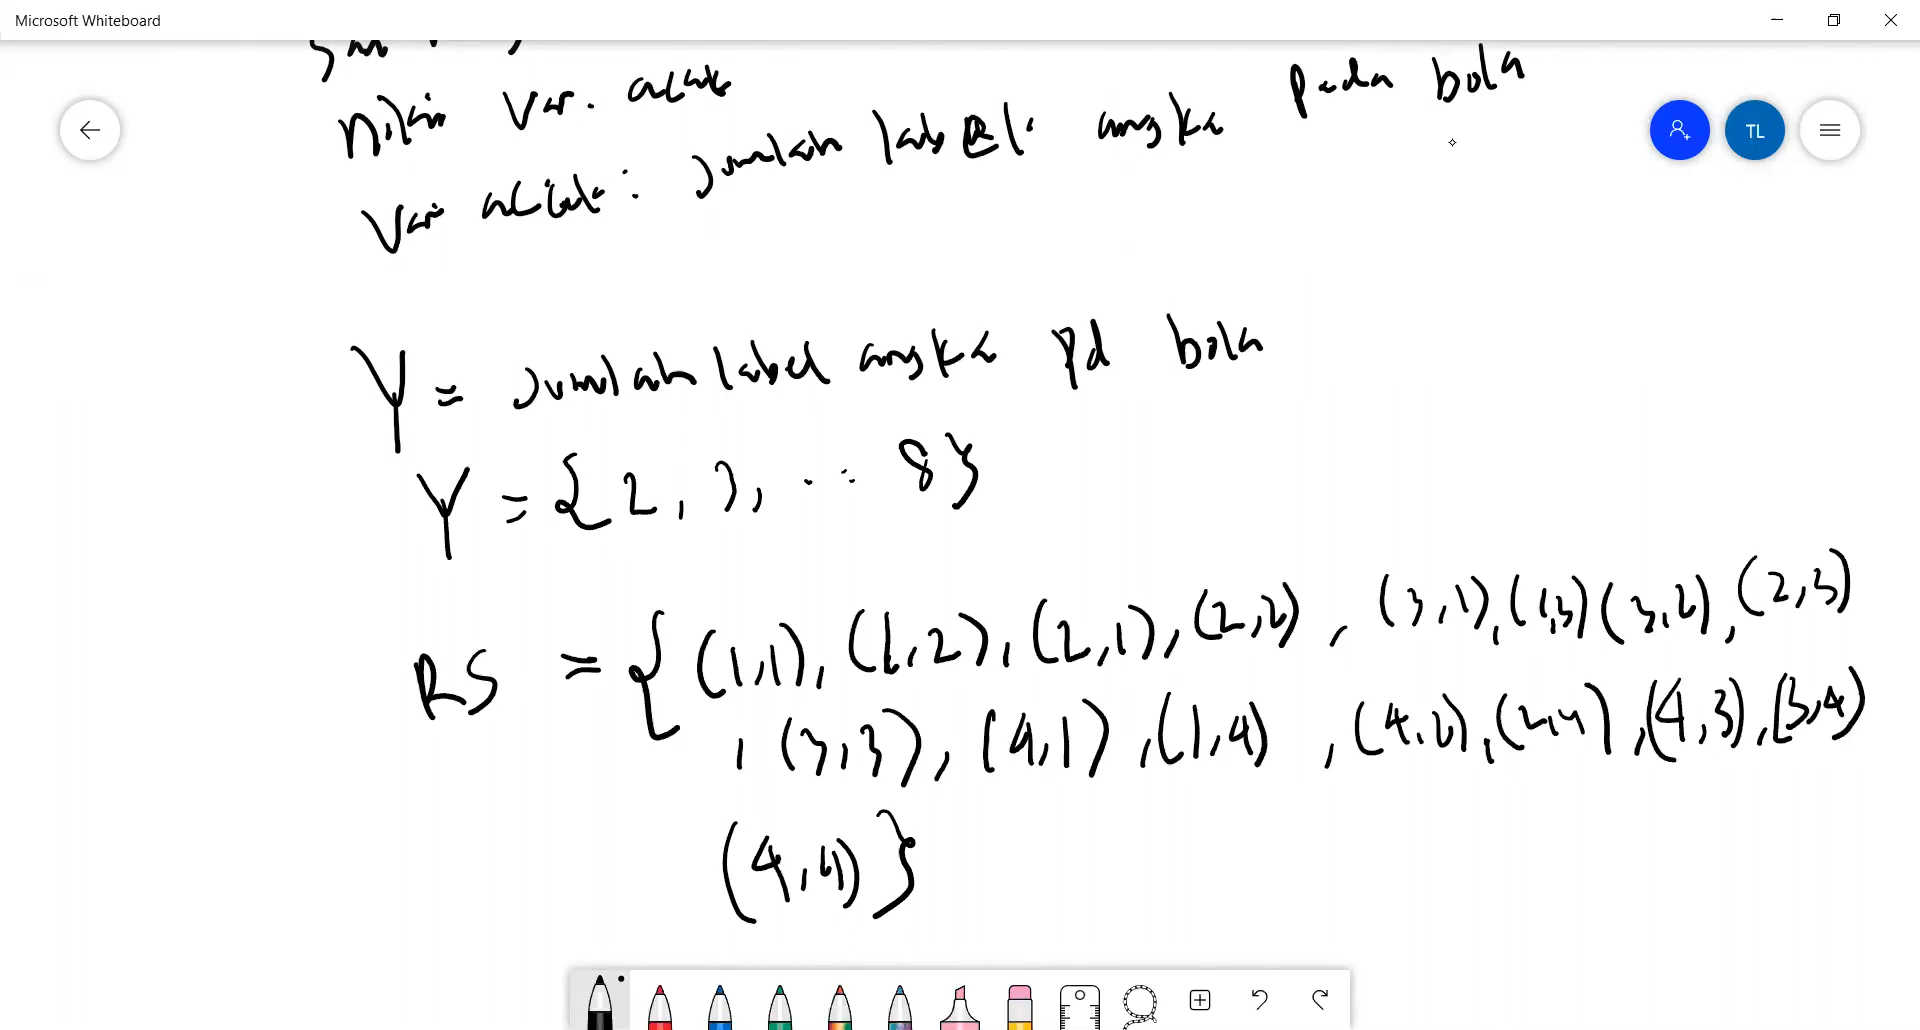 Microsoft Whiteboard
TL
nilai var. acak
Var acak: Jumlah label angka pada bola
Y = Jumlah label angka pd bola
Y = {2, 3, ... 8}
RS = {(1,1), (1,2), (2,1), (2,2), (3,1), (1,3) (3,2), (2,3)
, (3,3), (4,1), (1,4), (4,2), (2,4), (4,3), (3,4)
(4,4)}